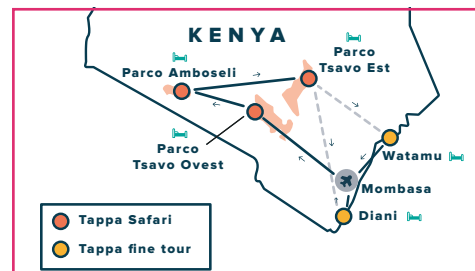 KENYA
Parco
Tsavo Est
Parco Amboseli
Parco
Tsavo Ovest
Watamu
Mombasa
Diani
Tappa Safari
Tappa fine tour